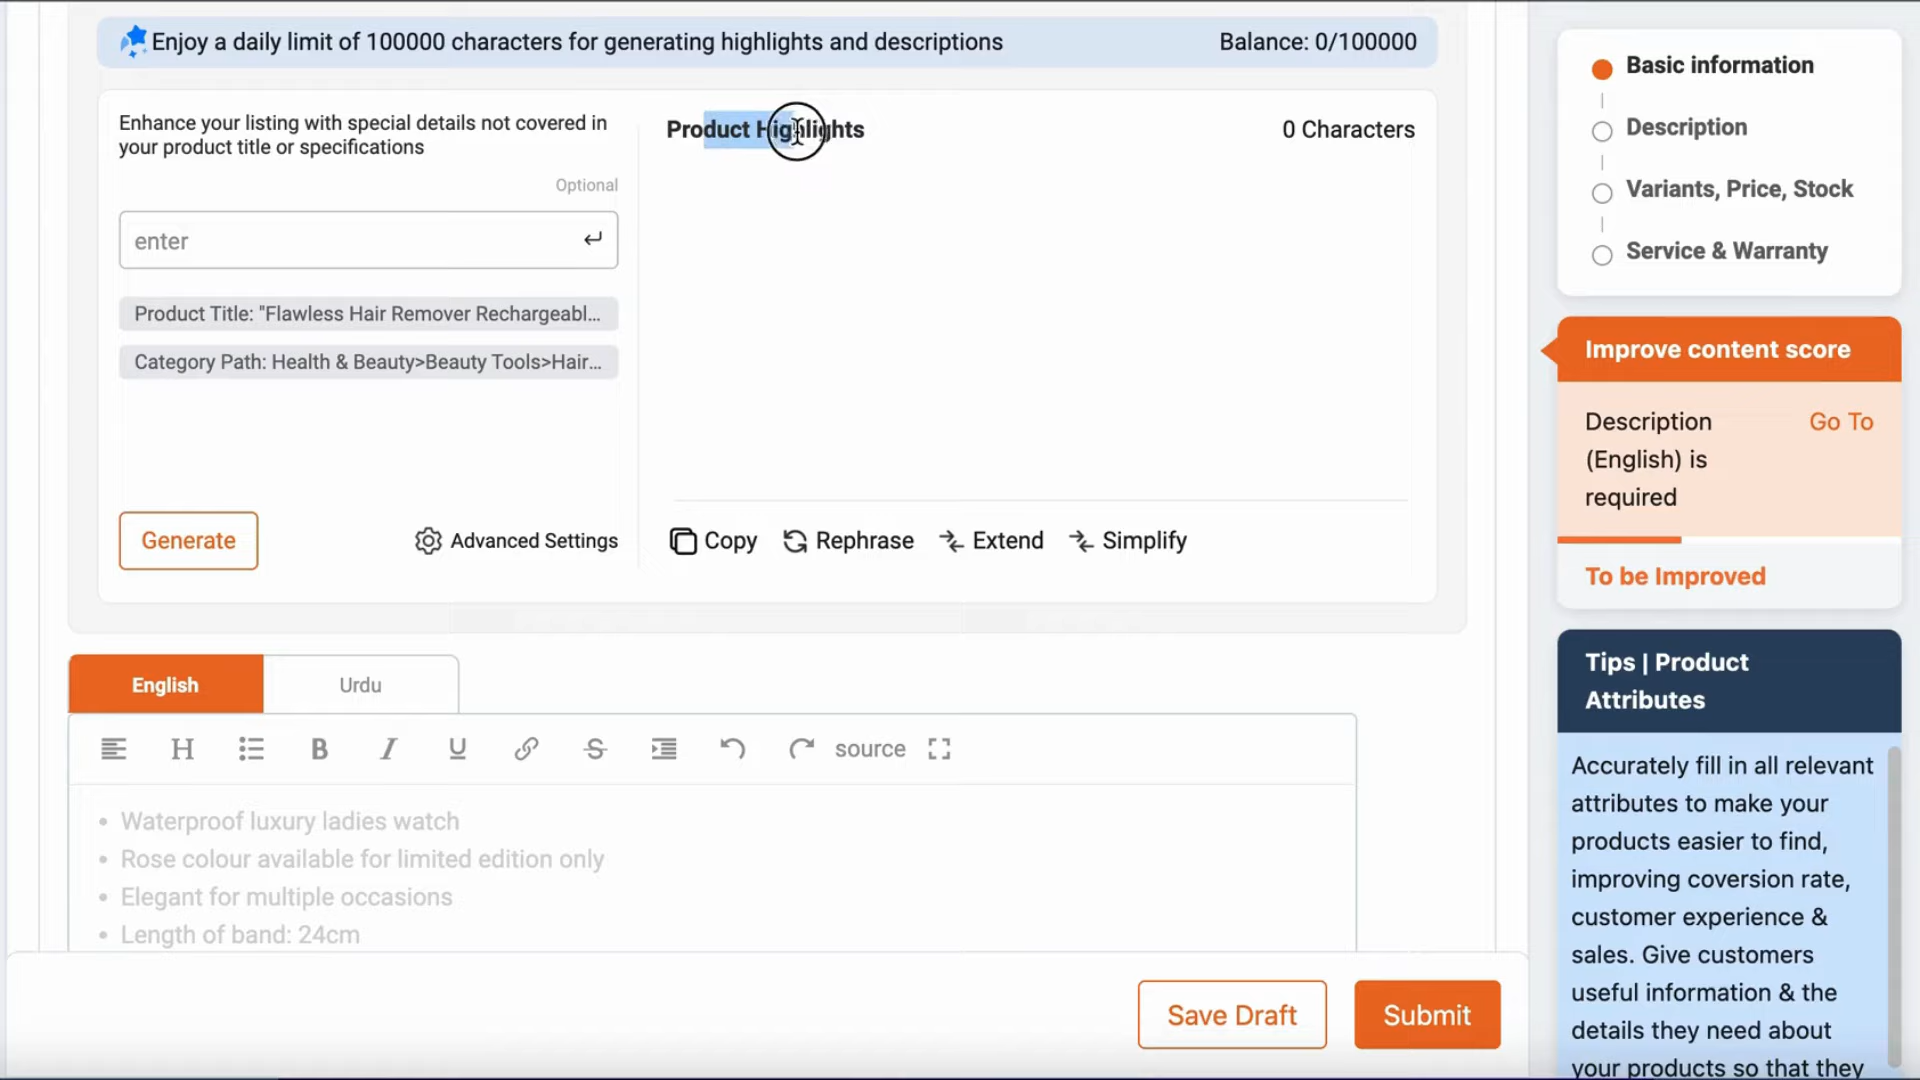 Enjoy a daily limit of 100000 characters for generating highlights and descriptions
Balance: 0/100000
Enhance your listing with special details not covered in
your product title or specifications
Optional
enter
Product Title: "Flawless Hair Remover Rechargeabl...
Category Path: Health & Beauty>Beauty Tools>Hair...
Generate
Advanced Settings
Product Highlights
0 Characters
Copy
Rephrase
Extend
Simplify
English
Urdu
source
Waterproof luxury ladies watch
Rose colour available for limited edition only
Elegant for multiple occasions
Length of band: 24cm
Save Draft
Submit
Basic information
Description
Variants, Price, Stock
Service & Warranty
Improve content score
Description
(English) is
required
Go To
To be Improved
Tips | Product
Attributes
Accurately fill in all relevant
attributes to make your
products easier to find,
improving coversion rate,
customer experience &
sales. Give customers
useful information & the
details they need about
your products so that they